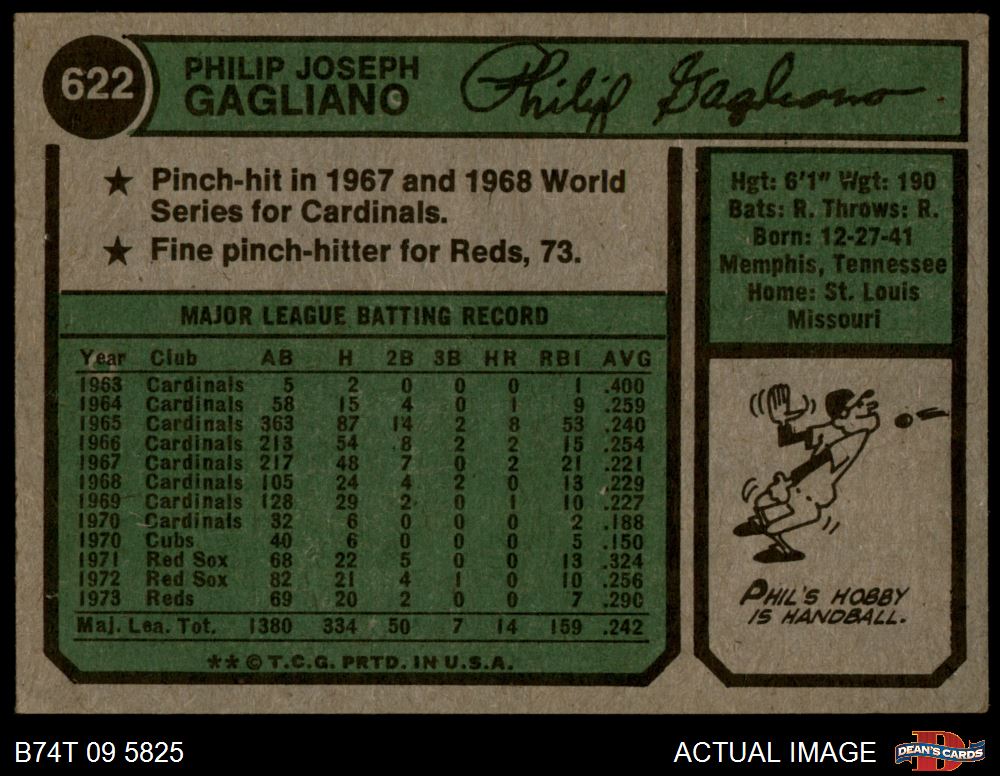 622
PHILIP JOSEPH
GAGLIANO
Philip Gagliano
★ Pinch-hit in 1967 and 1968 World
Series for Cardinals.
★ Fine pinch-hitter for Reds, 73.
MAJOR LEAGUE BATTING RECORD
Year Club AB H 2B 3B HR RBI AVG
1963 Cardinals 5 2 0 0 0 1 .400
1964 Cardinals 58 15 4 0 1 9 .259
1965 Cardinals 363 87 14 2 8 53 .240
1966 Cardinals 213 54 8 2 2 15 .254
1967 Cardinals 217 48 7 0 2 21 .221
1968 Cardinals 105 24 4 2 0 13 .229
1969 Cardinals 128 29 2 0 1 10 .227
1970 Cardinals 32 6 0 0 0 2 .188
1970 Cubs 40 6 0 0 0 5 .150
1971 Red Sox 68 22 5 0 0 13 .324
1972 Red Sox 82 21 4 1 0 10 .256
1973 Reds 69 20 2 0 0 7 .290
Maj. Lea. Tot. 1380 334 50 7 14 159 .242
** © T.C.G. PRTD. IN U.S.A.
Hgt: 6'1" Wgt: 190
Bats: R. Throws: R.
Born: 12-27-41
Memphis, Tennessee
Home: St. Louis
Missouri
PHIL'S HOBBY
IS HANDBALL.
B74T 09 5825
ACTUAL IMAGE
DEAN'S CARDS